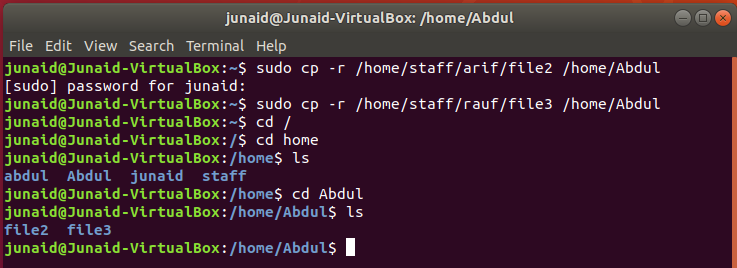 junaid@Junaid-VirtualBox: /home/Abdul
File Edit View Search Terminal Help
junaid@Junaid-VirtualBox:~$ sudo cp -r /home/staff/arif/file2 /home/Abdul
[sudo] password for junaid:
junaid@Junaid-VirtualBox:~$ sudo cp -r /home/staff/rauf/file3 /home/Abdul
junaid@Junaid-VirtualBox:~$ cd /
junaid@Junaid-VirtualBox:/$ cd home
junaid@Junaid-VirtualBox:/home$ ls
abdul  Abdul  junaid  staff
junaid@Junaid-VirtualBox:/home$ cd Abdul
junaid@Junaid-VirtualBox:/home/Abdul$ ls
file2  file3
junaid@Junaid-VirtualBox:/home/Abdul$